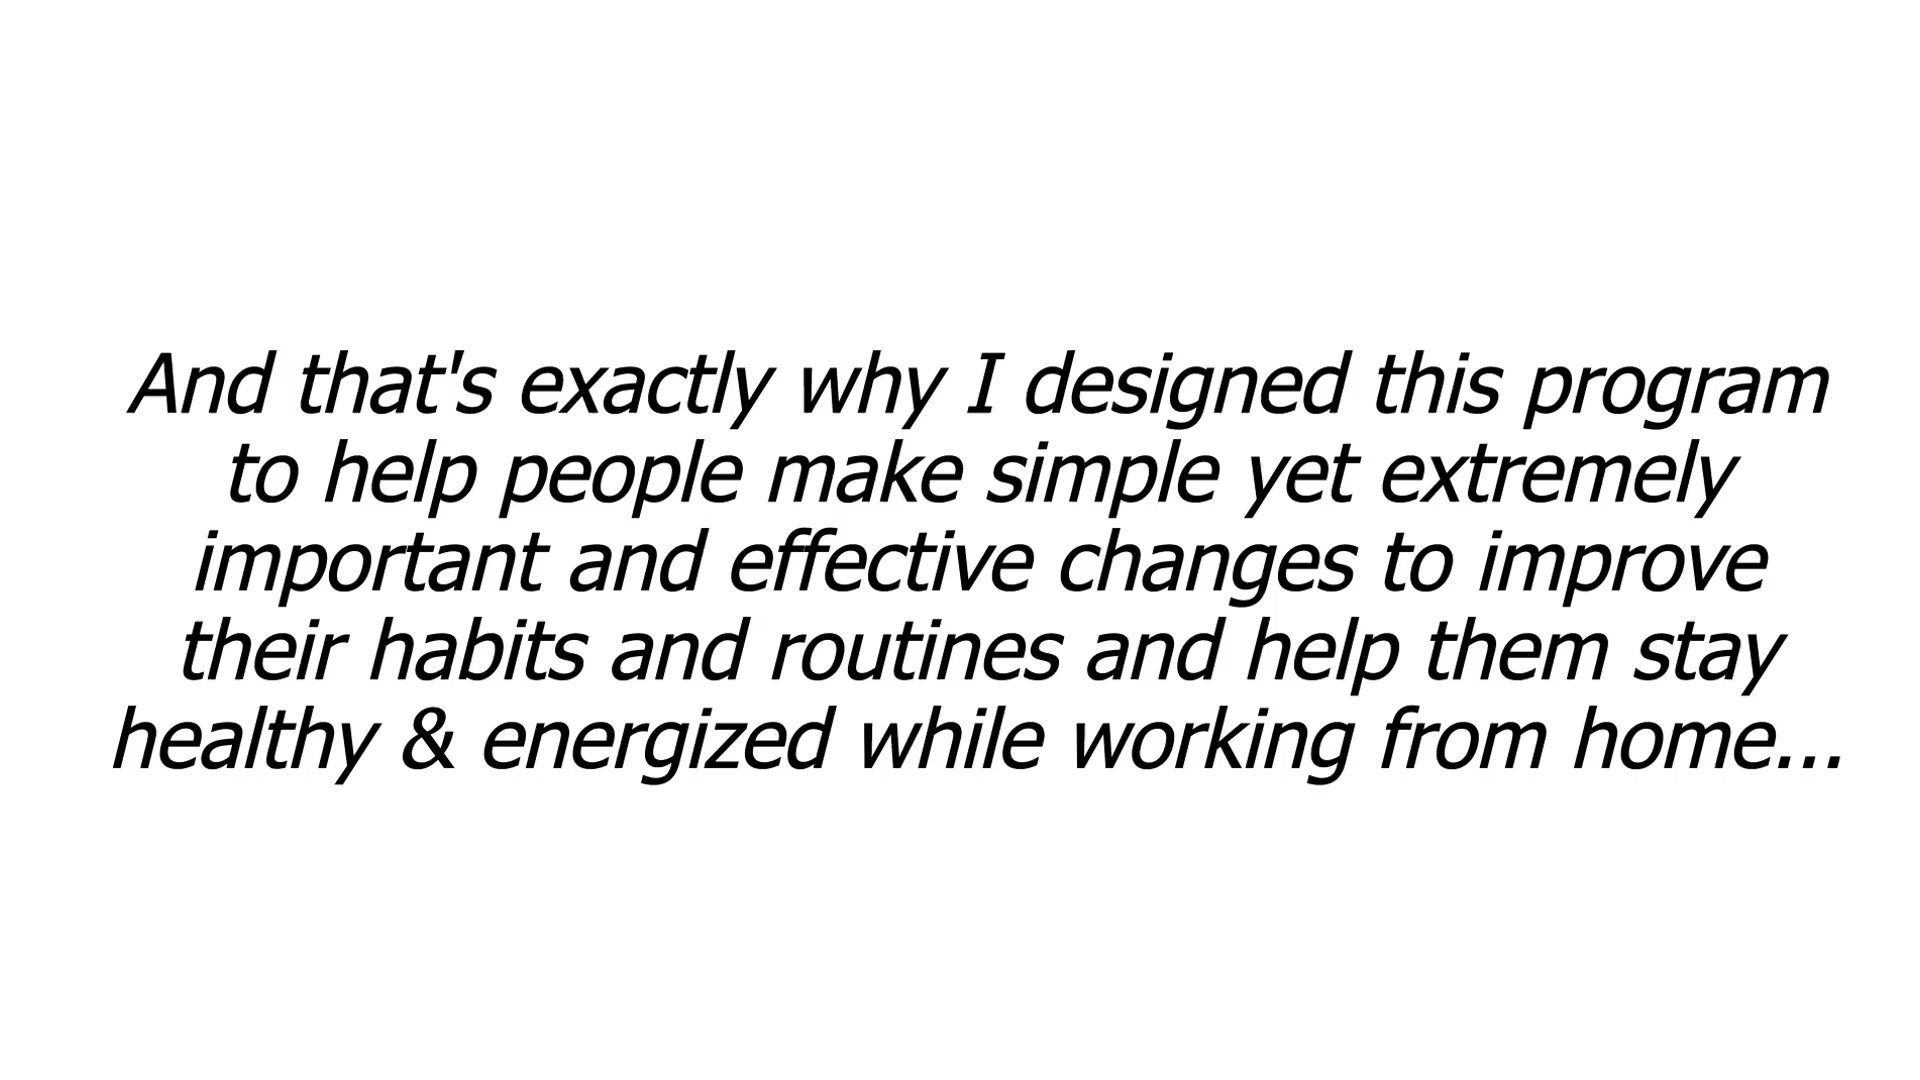 And that's exactly why I designed this program
to help people make simple yet extremely
important and effective changes to improve
their habits and routines and help them stay
healthy & energized while working from home...